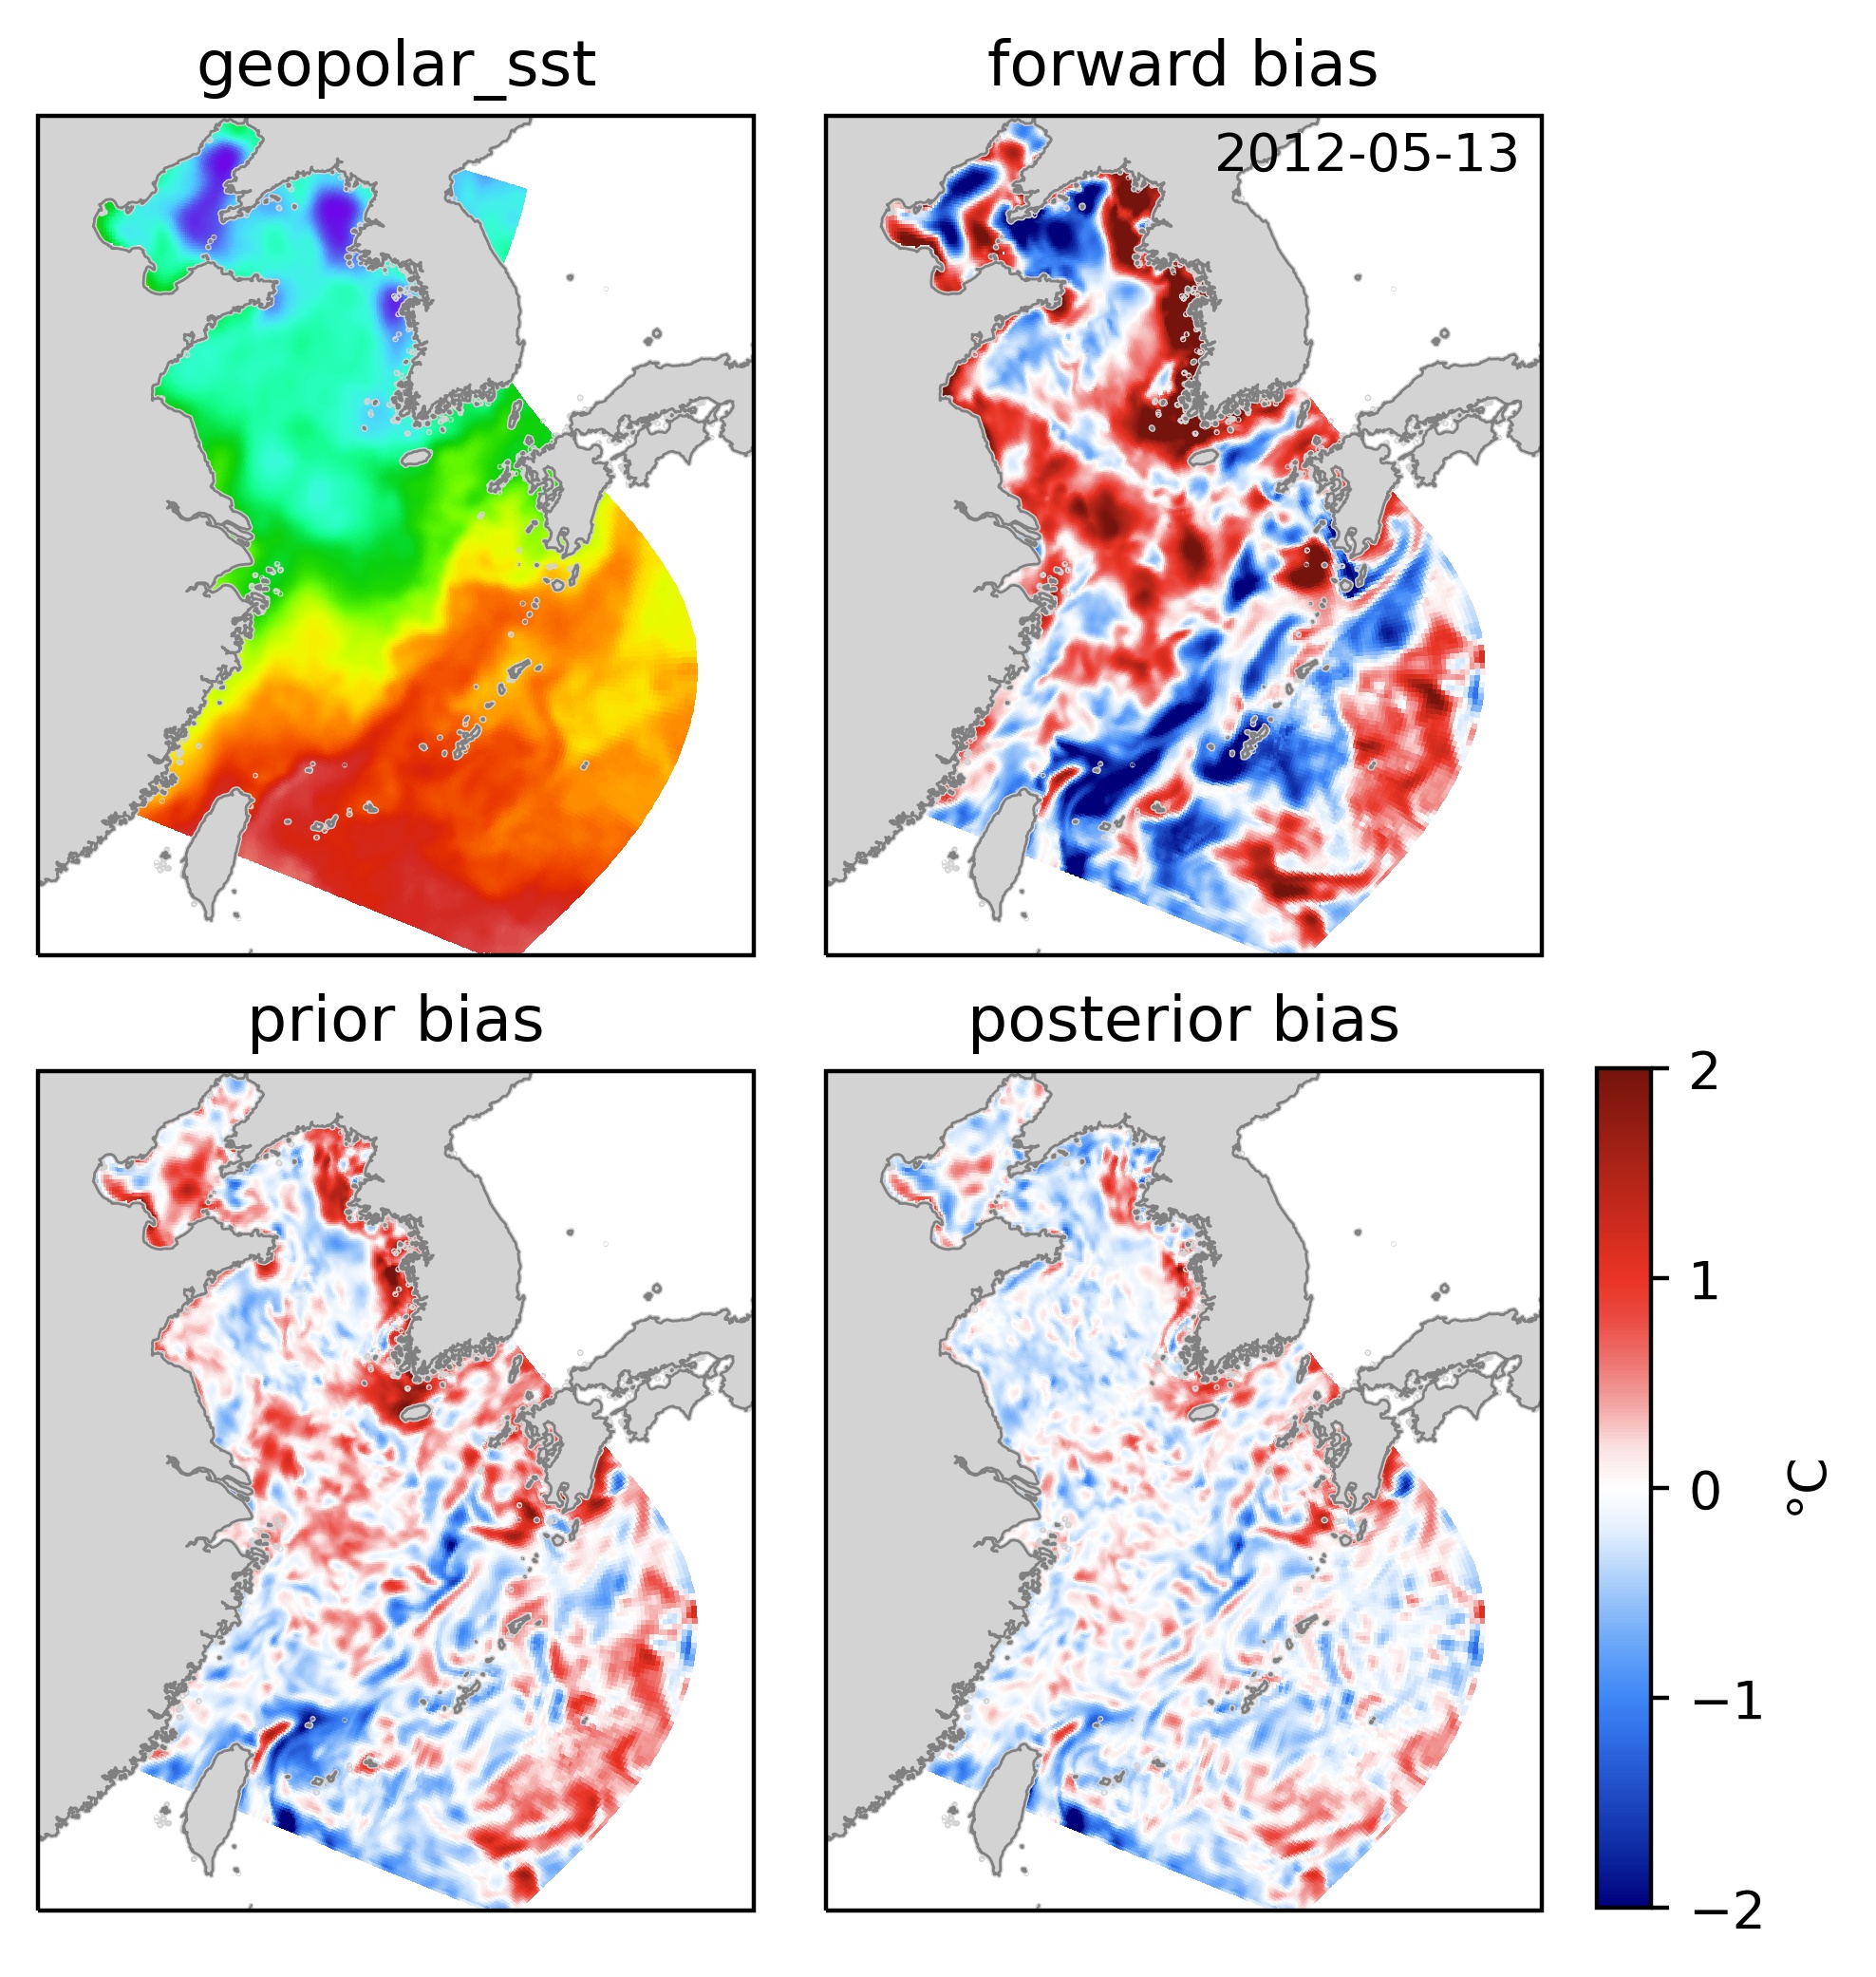 geopolar_sst
forward bias
2012-05-13
prior bias
posterior bias
2
1
0
−1
−2
°C